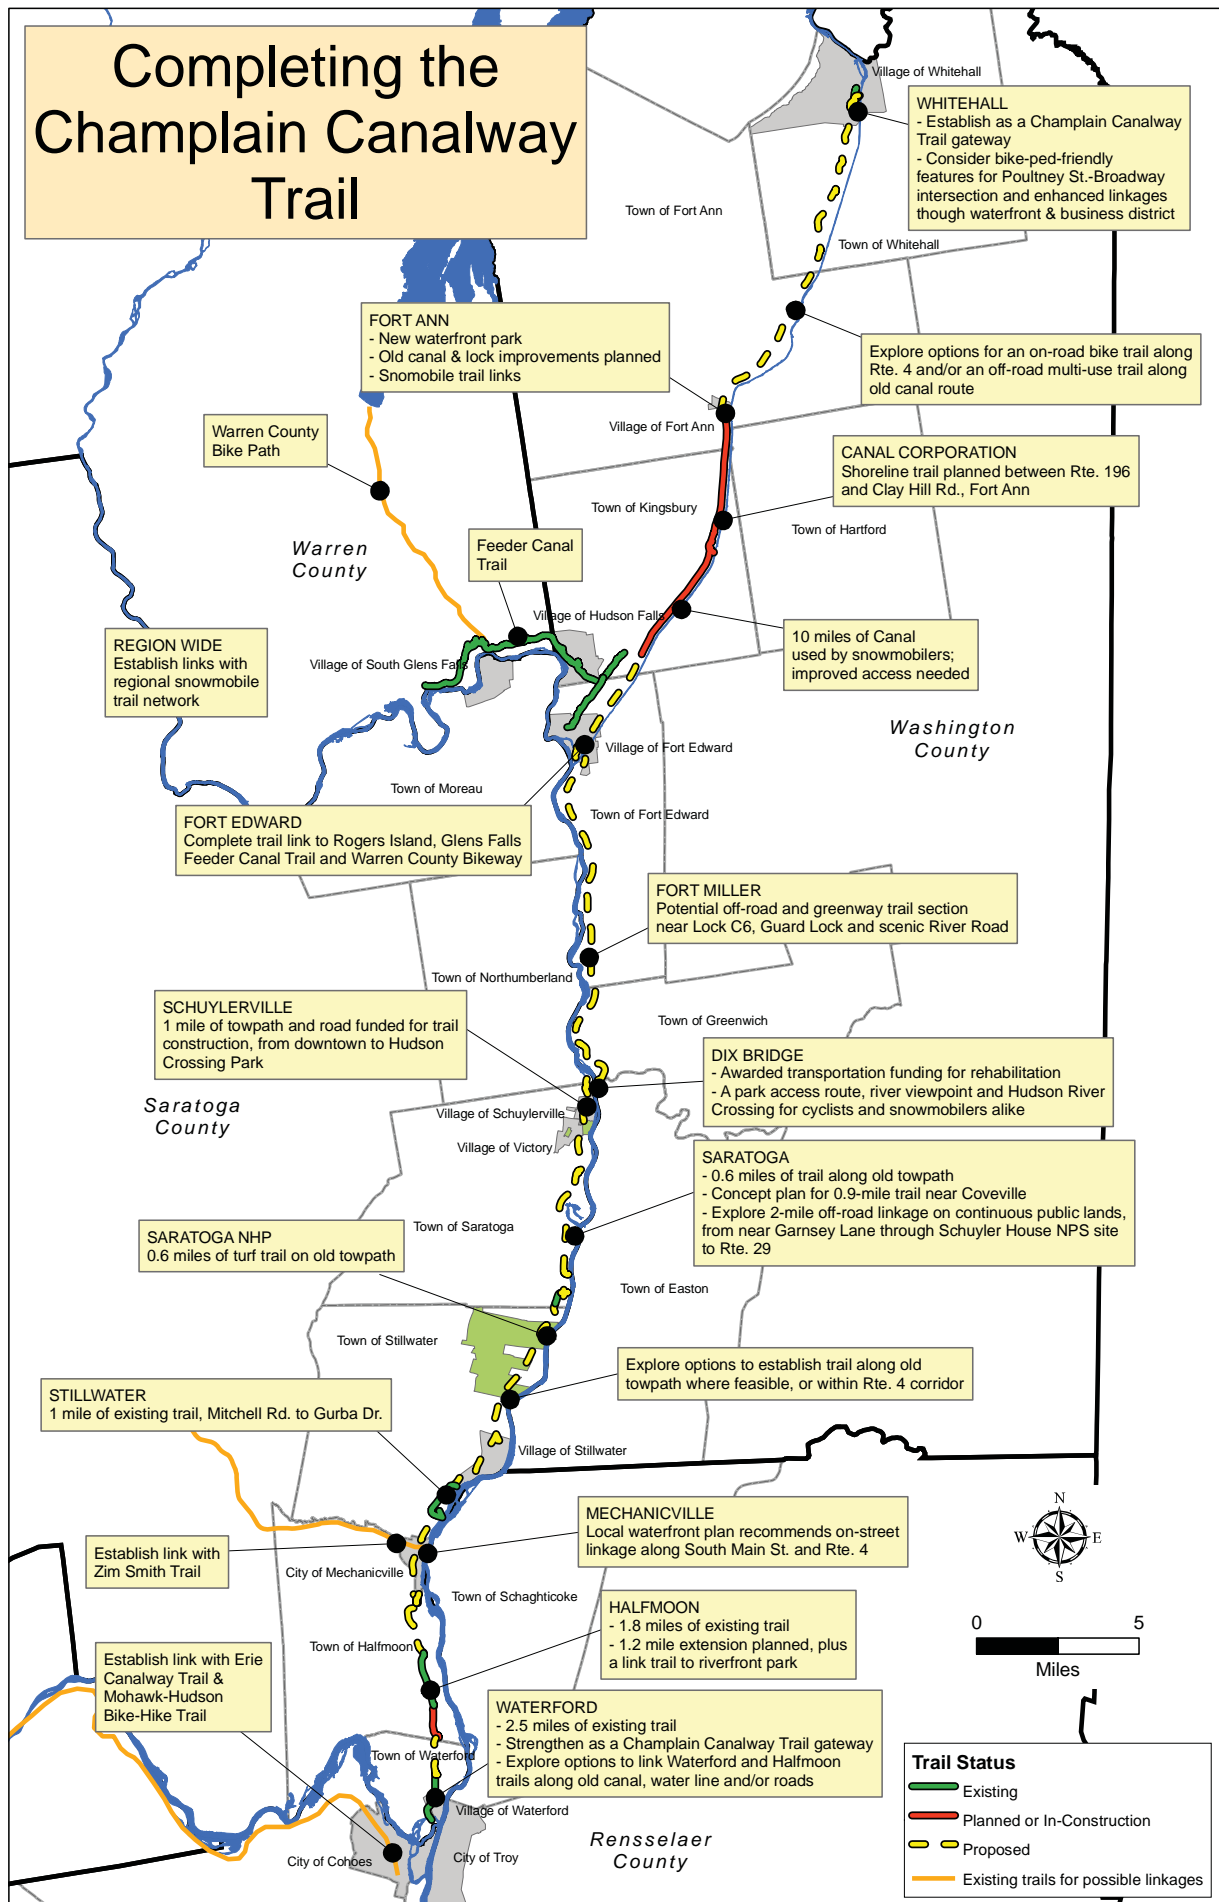 Completing the
Champlain Canalway
Trail
Village of Whitehall
WHITEHALL
- Establish as a Champlain Canalway
Trail gateway
- Consider bike-ped-friendly
features for Poultney St.-Broadway
intersection and enhanced linkages
though waterfront & business district
Town of Fort Ann
Town of Whitehall
FORT ANN
- New waterfront park
- Old canal & lock improvements planned
- Snomobile trail links
Explore options for an on-road bike trail along
Rte. 4 and/or an off-road multi-use trail along
old canal route
Warren County
Bike Path
Village of Fort Ann
CANAL CORPORATION
Shoreline trail planned between Rte. 196
and Clay Hill Rd., Fort Ann
Town of Kingsbury
Town of Hartford
Warren
County
Feeder Canal
Trail
Village of Hudson Falls
10 miles of Canal
used by snowmobilers;
improved access needed
REGION WIDE
Establish links with
regional snowmobile
trail network
Village of South Glens Falls
Washington
County
Village of Fort Edward
Town of Moreau
Town of Fort Edward
FORT EDWARD
Complete trail link to Rogers Island, Glens Falls
Feeder Canal Trail and Warren County Bikeway
FORT MILLER
Potential off-road and greenway trail section
near Lock C6, Guard Lock and scenic River Road
Town of Northumberland
SCHUYLERVILLE
1 mile of towpath and road funded for trail
construction, from downtown to Hudson
Crossing Park
Town of Greenwich
DIX BRIDGE
- Awarded transportation funding for rehabilitation
- A park access route, river viewpoint and Hudson River
Crossing for cyclists and snowmobilers alike
Saratoga
County
Village of Schuylerville
Village of Victory
SARATOGA
- 0.6 miles of trail along old towpath
- Concept plan for 0.9-mile trail near Coveville
- Explore 2-mile off-road linkage on continuous public lands,
from near Garnsey Lane through Schuyler House NPS site
to Rte. 29
Town of Saratoga
SARATOGA NHP
0.6 miles of turf trail on old towpath
Town of Easton
Town of Stillwater
Explore options to establish trail along old
towpath where feasible, or within Rte. 4 corridor
STILLWATER
1 mile of existing trail, Mitchell Rd. to Gurba Dr.
Village of Stillwater
MECHANICVILLE
Local waterfront plan recommends on-street
linkage along South Main St. and Rte. 4
N
W E
S
Establish link with
Zim Smith Trail
City of Mechanicville
Town of Schaghticoke
HALFMOON
- 1.8 miles of existing trail
- 1.2 mile extension planned, plus
a link trail to riverfront park
0 5
Miles
Town of Halfmoon
Establish link with Erie
Canalway Trail &
Mohawk-Hudson
Bike-Hike Trail
WATERFORD
- 2.5 miles of existing trail
- Strengthen as a Champlain Canalway Trail gateway
- Explore options to link Waterford and Halfmoon
trails along old canal, water line and/or roads
Town of Waterford
Village of Waterford
Rensselaer
County
City of Cohoes
City of Troy
Trail Status
Existing
Planned or In-Construction
Proposed
Existing trails for possible linkages